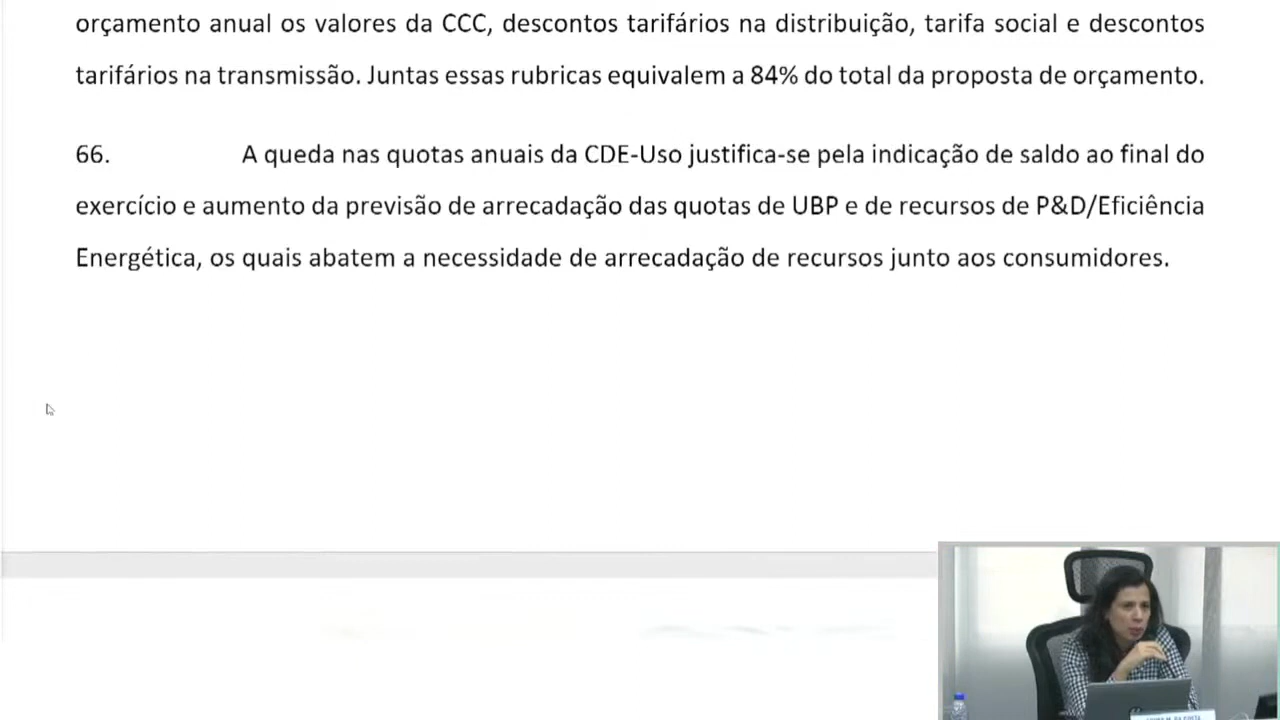 orçamento anual os valores da CCC, descontos tarifários na distribuição, tarifa social e descontos
tarifários na transmissão. Juntas essas rubricas equivalem a 84% do total da proposta de orçamento.
66. A queda nas quotas anuais da CDE-Uso justifica-se pela indicação de saldo ao final do
exercício e aumento da previsão de arrecadação das quotas de UBP e de recursos de P&D/Eficiência
Energética, os quais abatem a necessidade de arrecadação de recursos junto aos consumidores.